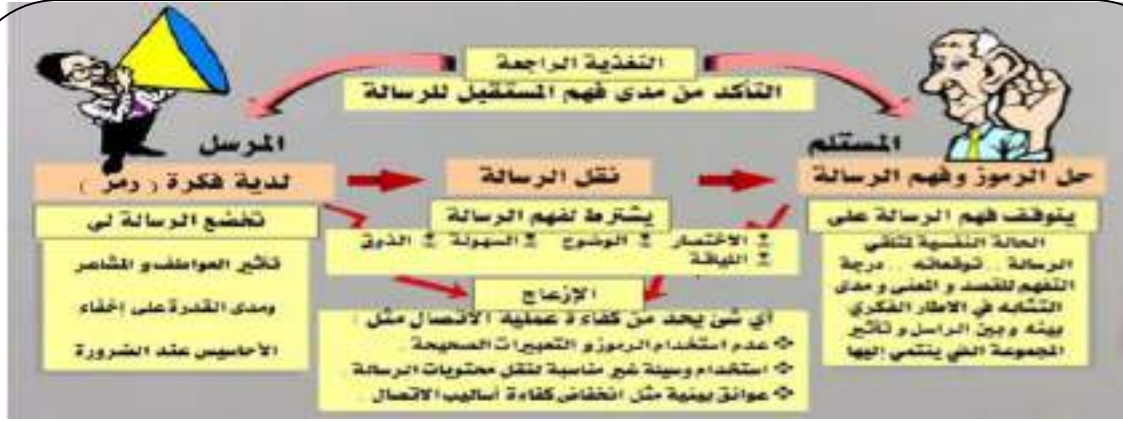 التغذية الراجعة
التأكد من مدى فهم المستقبل للرسالة
المرسل
المستلم
لدية فكرة ( رمز )
نقل الرسالة
حل الرموز وفهم الرسالة
تخضع الرسالة لى
تأثير العواطف و المشاعر
ومدى القدرة على إخفاء
الأحاسيس عند الضرورة
يشترط لفهم الرسالة
الاختصار الوضوح السهولة الذوق
اللياقة
الإزعاج
أي شئ يحد من كفاءة عملية الاتصال مثل :
عدم استخدام الرموز و التعبيرات الصحيحة .
استخدام وسيلة غير مناسبة لنقل محتويات الرسالة .
عوائق بيئية مثل انخفاض كفاءة أساليب الاتصال .
يتوقف فهم الرسالة على
الحالة النفسية لمتلقي
الرسالة .. توقعاته .. درجة
التفهم للقصد و المعنى و مدى
التشابه في الاطار الفكري
بينه وبين الراسل و تأثير
المجموعة التي ينتمي إليها